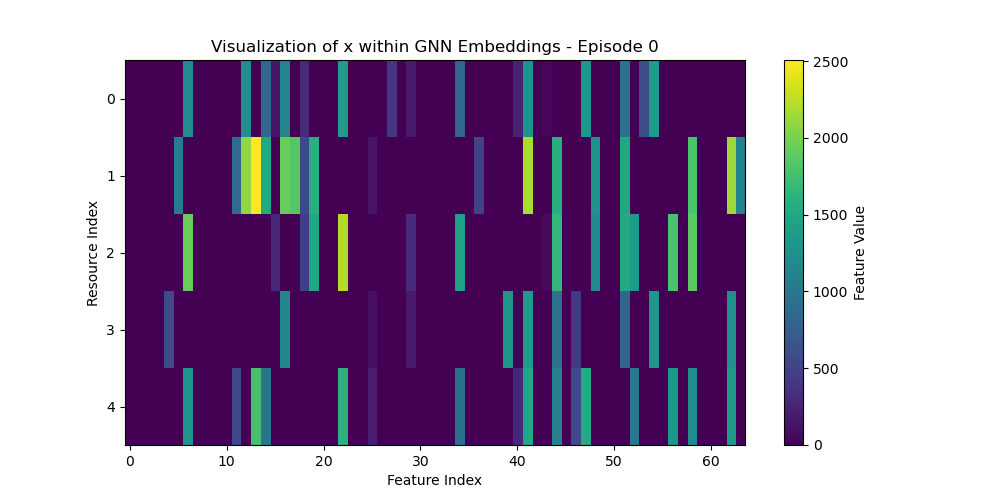 Visualization of x within GNN Embeddings - Episode 0
Resource Index
0
1
2
3
4
0 10 20 30 40 50 60
Feature Index
2500
2000
1500
1000
500
0
Feature Value